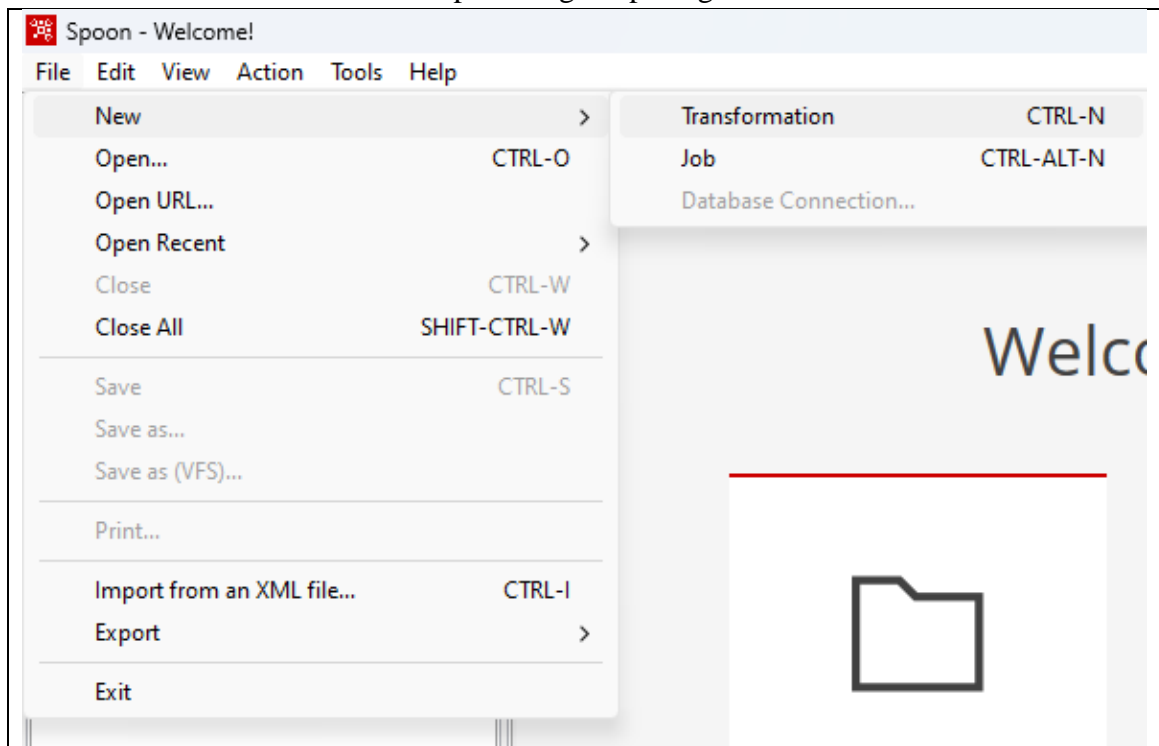 Spoon - Welcome!
File Edit View Action Tools Help
New >
Open... CTRL-O
Open URL...
Open Recent >
Close CTRL-W
Close All SHIFT-CTRL-W
Save CTRL-S
Save as...
Save as (VFS)...
Print...
Import from an XML file... CTRL-I
Export >
Exit
Transformation CTRL-N
Job CTRL-ALT-N
Database Connection...
Welc